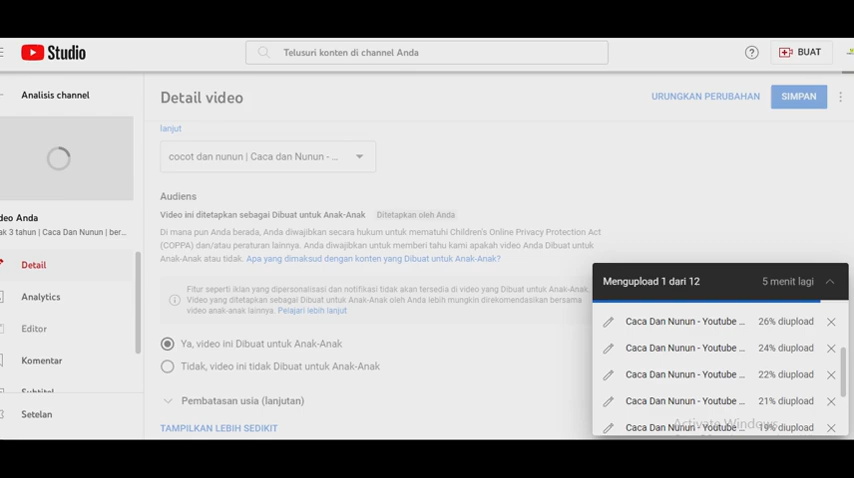 Studio
Telusuri konten di channel Anda
BUAT
Analisis channel
Detail video
URUNGKAN PERUBAHAN
SIMPAN
lanjut
cocot dan nunun | Caca dan Nunun - ...
Audiens
Video ini ditetapkan sebagai Dibuat untuk Anak-Anak Ditetapkan oleh Anda
Di mana pun Anda berada, Anda diwajibkan secara hukum untuk mematuhi Children's Online Privacy Protection Act
(COPPA) dan/atau peraturan lainnya. Anda diwajibkan untuk memberi tahu kami apakah video Anda Dibuat untuk
Anak-Anak atau tidak. Apa yang dimaksud dengan konten yang Dibuat untuk Anak-Anak?
Fitur seperti iklan yang dipersonalisasi dan notifikasi tidak akan tersedia di video yang Dibuat untuk Anak-Anak.
Video yang ditetapkan sebagai Dibuat untuk Anak-Anak oleh Anda lebih mungkin direkomendasikan bersama
video anak-anak lainnya. Pelajari lebih lanjut
Ya, video ini Dibuat untuk Anak-Anak
Tidak, video ini tidak Dibuat untuk Anak-Anak
Pembatasan usia (lanjutan)
TAMPILKAN LEBIH SEDIKIT
deo Anda
ak 3 tahun | Caca Dan Nunun | ber...
Detail
Analytics
Editor
Komentar
Subtitel
Setelan
Mengupload 1 dari 12
5 menit lagi
Caca Dan Nunun - Youtube ... 26% diupload
Caca Dan Nunun - Youtube ... 24% diupload
Caca Dan Nunun - Youtube ... 22% diupload
Caca Dan Nunun - Youtube ... 21% diupload
Caca Dan Nunun - Youtube ... 19% diupload
Activate Windows